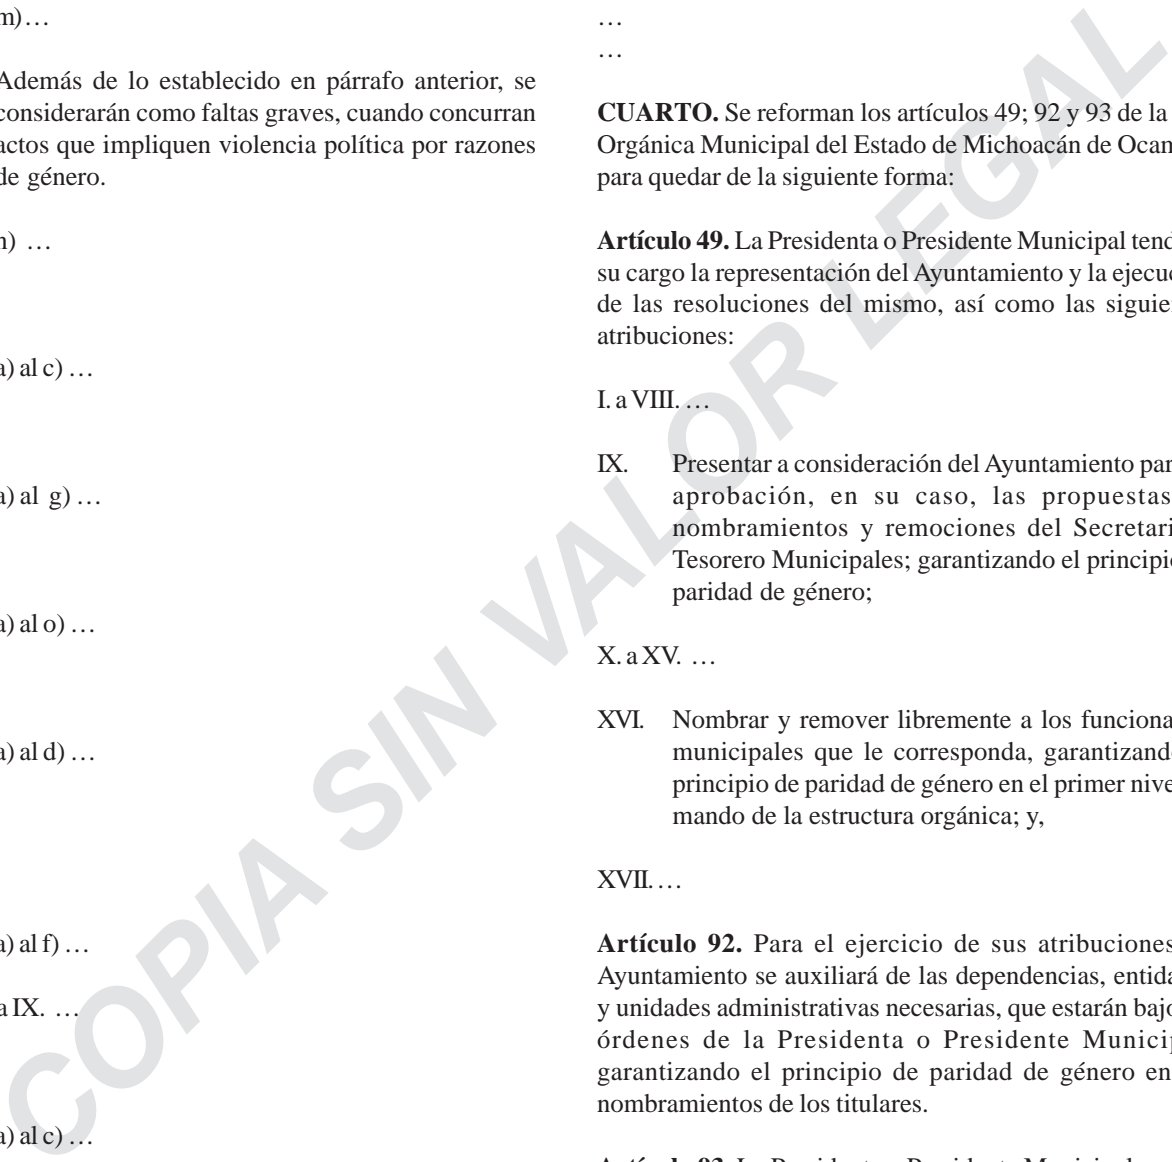 m)…
Además de lo establecido en párrafo anterior, se
considerarán como faltas graves, cuando concurran
actos que impliquen violencia política por razones
de género.
n) …
a) al c) …
a) al g) …
a) al o) …
a) al d) …
a) al f) …
a IX. …
a) al c) …
…
…
CUARTO. Se reforman los artículos 49; 92 y 93 de la
Orgánica Municipal del Estado de Michoacán de Ocam
para quedar de la siguiente forma:
Artículo 49. La Presidenta o Presidente Municipal tend
su cargo la representación del Ayuntamiento y la ejecuc
de las resoluciones del mismo, así como las siguie
atribuciones:
I. a VIII. …
IX. Presentar a consideración del Ayuntamiento par
aprobación, en su caso, las propuestas
nombramientos y remociones del Secretari
Tesorero Municipales; garantizando el principio
paridad de género;
X. a XV. …
XVI. Nombrar y remover libremente a los funciona
municipales que le corresponda, garantizando
principio de paridad de género en el primer nive
mando de la estructura orgánica; y,
XVII. …
Artículo 92. Para el ejercicio de sus atribuciones
Ayuntamiento se auxiliará de las dependencias, entida
y unidades administrativas necesarias, que estarán bajo
órdenes de la Presidenta o Presidente Municip
garantizando el principio de paridad de género en
nombramientos de los titulares.
COPIA SIN VALOR LEGAL